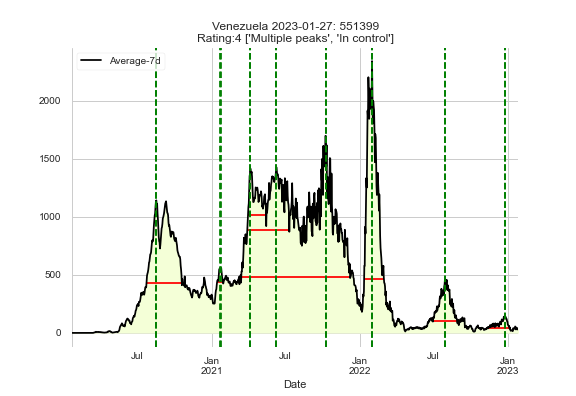 Venezuela 2023-01-27: 551399
Rating:4 ['Multiple peaks', 'In control']
Average-7d
2000
1500
1000
500
0
Jul
Jan
2021
Jul
Jan
2022
Jul
Jan
2023
Date